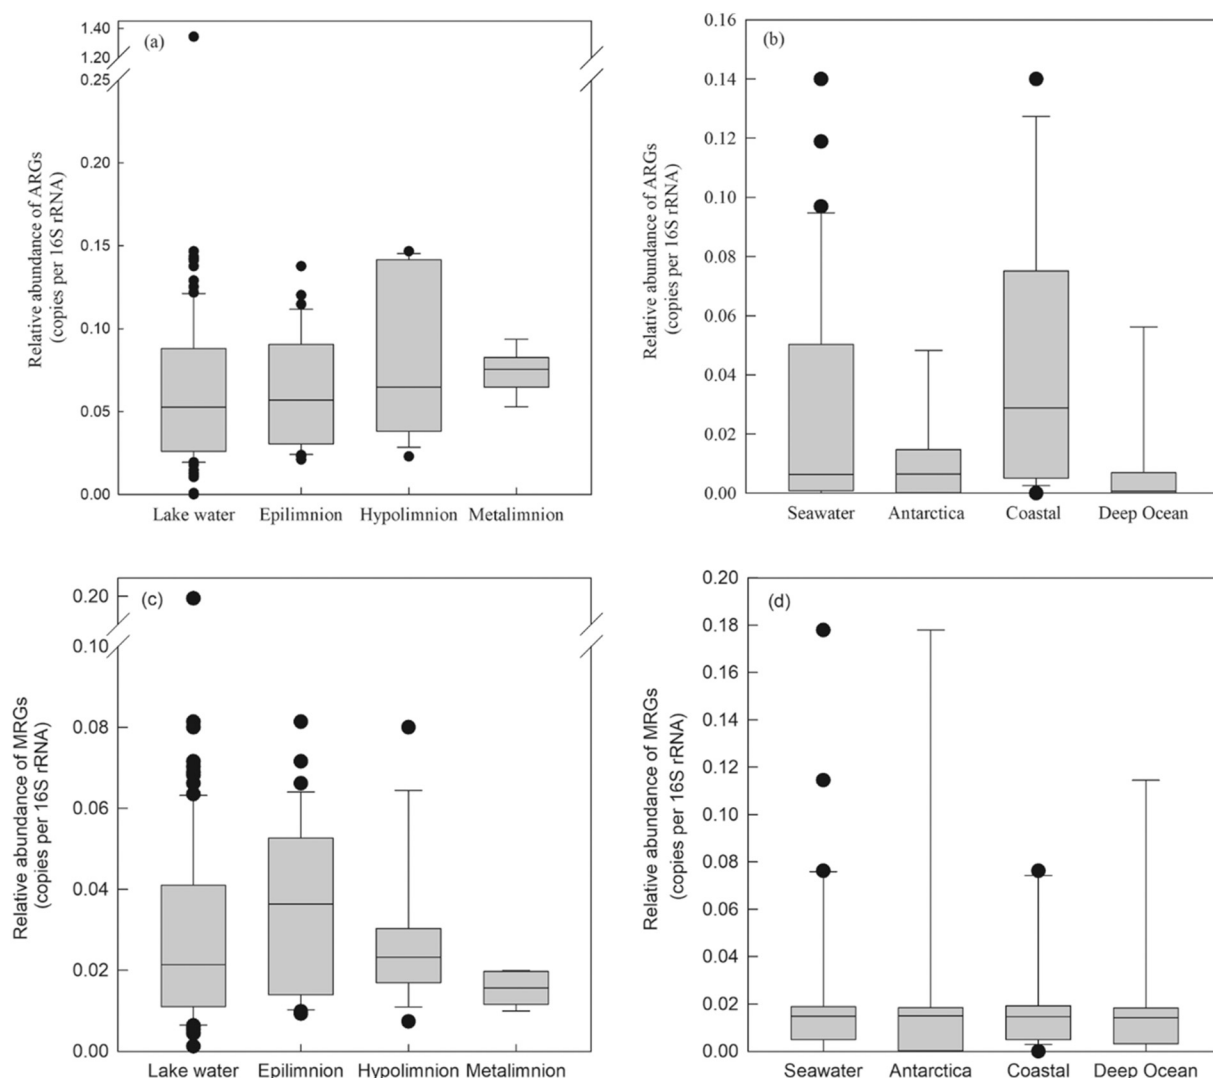 (a)
1.40
1.20
0.25
0.20
0.15
0.10
0.05
0.00
Relative abundance of ARGs
(copies per 16S rRNA)
Lake water Epilimnion Hypolimnion Metalimnion
(b)
0.16
0.14
0.12
0.10
0.08
0.06
0.04
0.02
0.00
Relative abundance of ARGs
(copies per 16S rRNA)
Seawater Antarctica Coastal Deep Ocean
(c)
0.20
0.10
0.08
0.06
0.04
0.02
0.00
Relative abundance of MRGs
(copies per 16S rRNA)
Lake water Epilimnion Hypolimnion Metalimnion
(d)
0.20
0.18
0.16
0.14
0.12
0.10
0.08
0.06
0.04
0.02
0.00
Relative abundance of MRGs
(copies per 16S rRNA)
Seawater Antarctica Coastal Deep Ocean